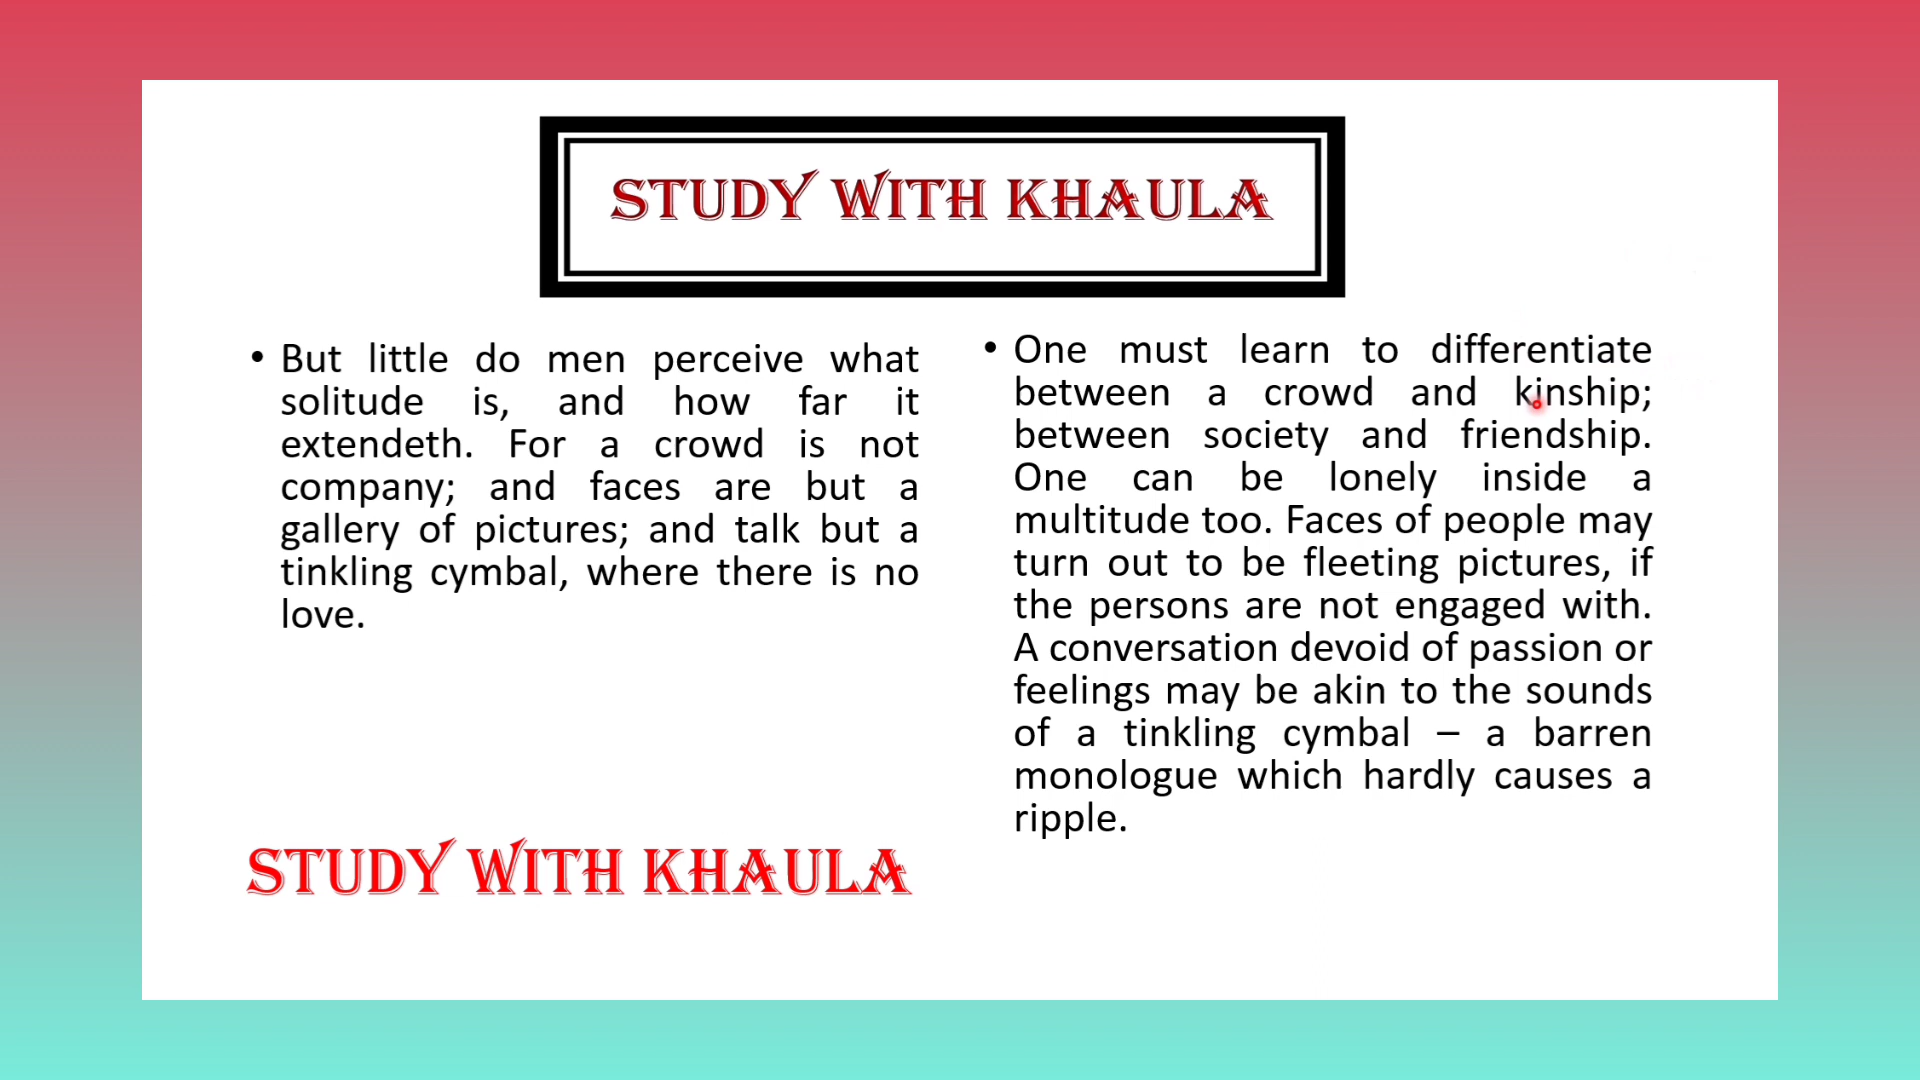 STUDY WITH KHAULA
• But little do men perceive what
solitude is, and how far it
extendeth. For a crowd is not
company; and faces are but a
gallery of pictures; and talk but a
tinkling cymbal, where there is no
love.
STUDY WITH KHAULA
• One must learn to differentiate
between a crowd and kinship;
between society and friendship.
One can be lonely inside a
multitude too. Faces of people may
turn out to be fleeting pictures, if
the persons are not engaged with.
A conversation devoid of passion or
feelings may be akin to the sounds
of a tinkling cymbal – a barren
monologue which hardly causes a
ripple.